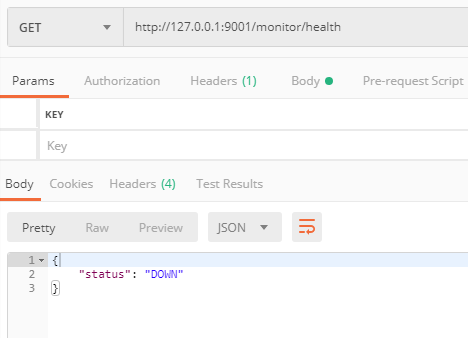 GET http://127.0.0.1:9001/monitor/health
Params Authorization Headers (1) Body Pre-request Script
KEY
Key
Body Cookies Headers (4) Test Results
Pretty Raw Preview JSON
1 {
2 "status": "DOWN"
3 }